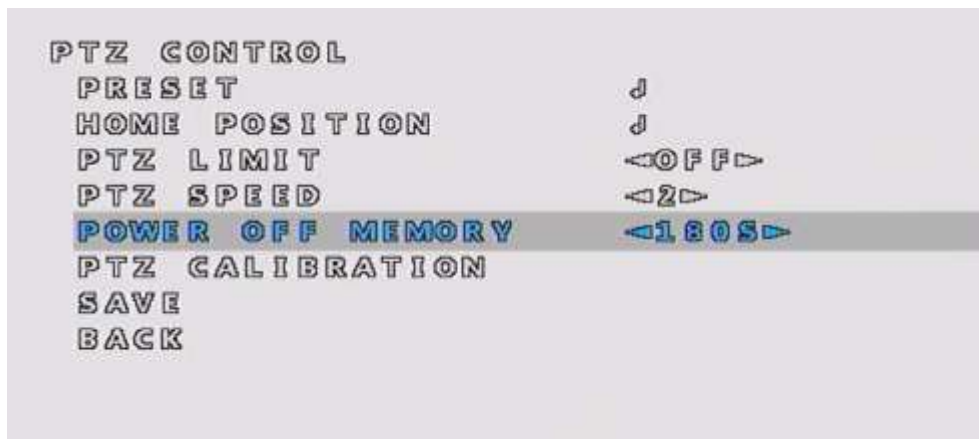 PTZ CONTROL
PRESET ↲
HOME POSITION ↲
PTZ LIMIT ◁OFF▷
PTZ SPEED ◁2▷
POWER OFF MEMORY ◁180S▷
PTZ CALIBRATION
SAVE
BACK